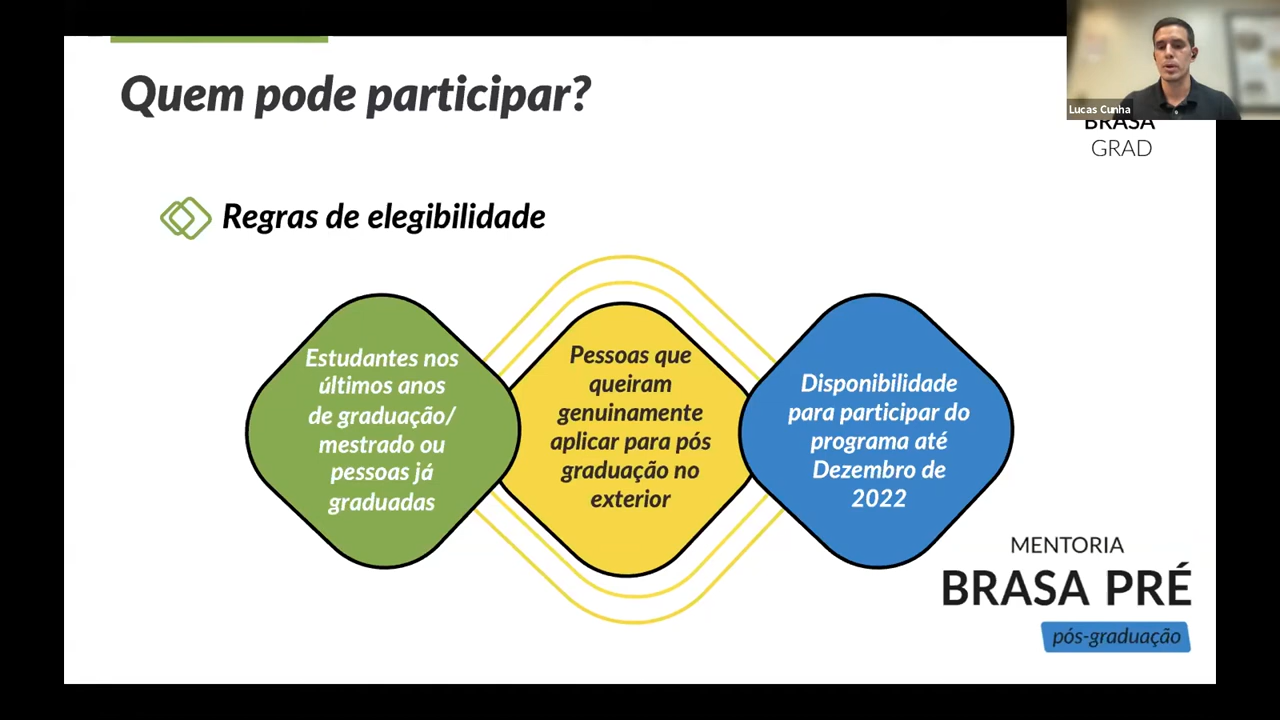 Quem pode participar?
Lucas Cunha
BRASA
GRAD
Regras de elegibilidade
Estudantes nos
últimos anos
de graduação/
mestrado ou
pessoas já
graduadas
Pessoas que
queiram
genuinamente
aplicar para pós
graduação no
exterior
Disponibilidade
para participar do
programa até
Dezembro de
2022
MENTORIA
BRASA PRÉ
pós-graduação